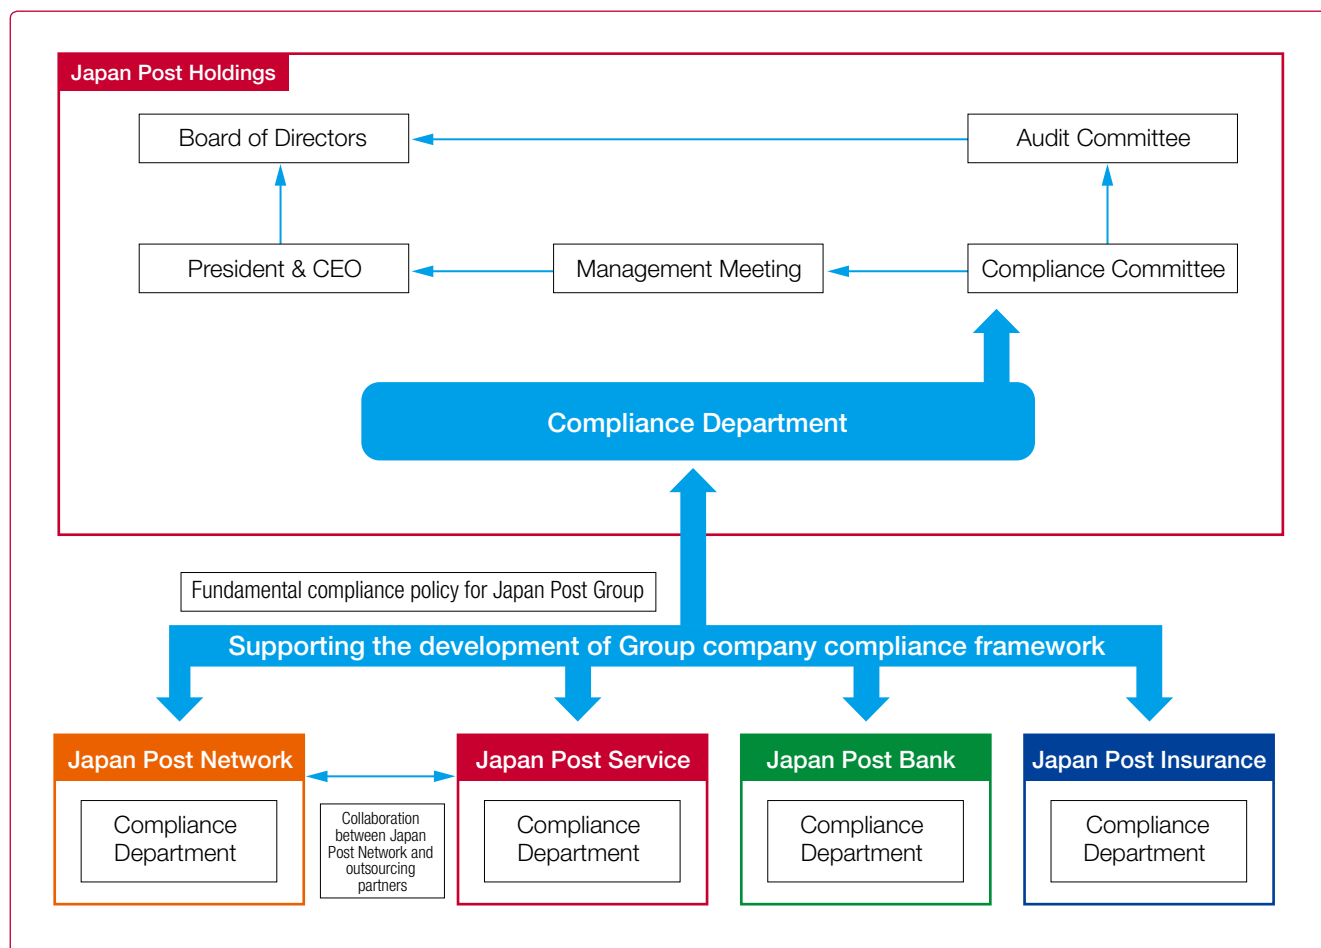 Japan Post Holdings
Board of Directors
Audit Committee
President & CEO
Management Meeting
Compliance Committee
Compliance Department
Fundamental compliance policy for Japan Post Group
Supporting the development of Group company compliance framework
Japan Post Network
Japan Post Service
Japan Post Bank
Japan Post Insurance
Compliance
Department
Collaboration
between Japan
Post Network and
outsourcing
partners
Compliance
Department
Compliance
Department
Compliance
Department